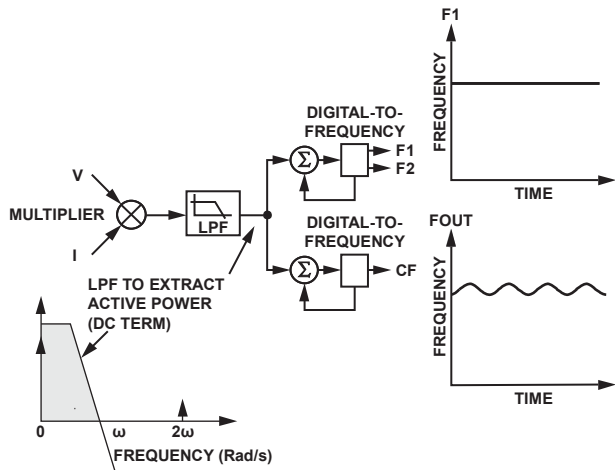 F1
FREQUENCY
TIME
DIGITAL-TO-
FREQUENCY
Σ
F1
F2
V
MULTIPLIER
I
LPF
DIGITAL-TO-
FREQUENCY
Σ
CF
FOUT
FREQUENCY
TIME
LPF TO EXTRACT
ACTIVE POWER
(DC TERM)
0
ω
2ω
FREQUENCY (Rad/s)